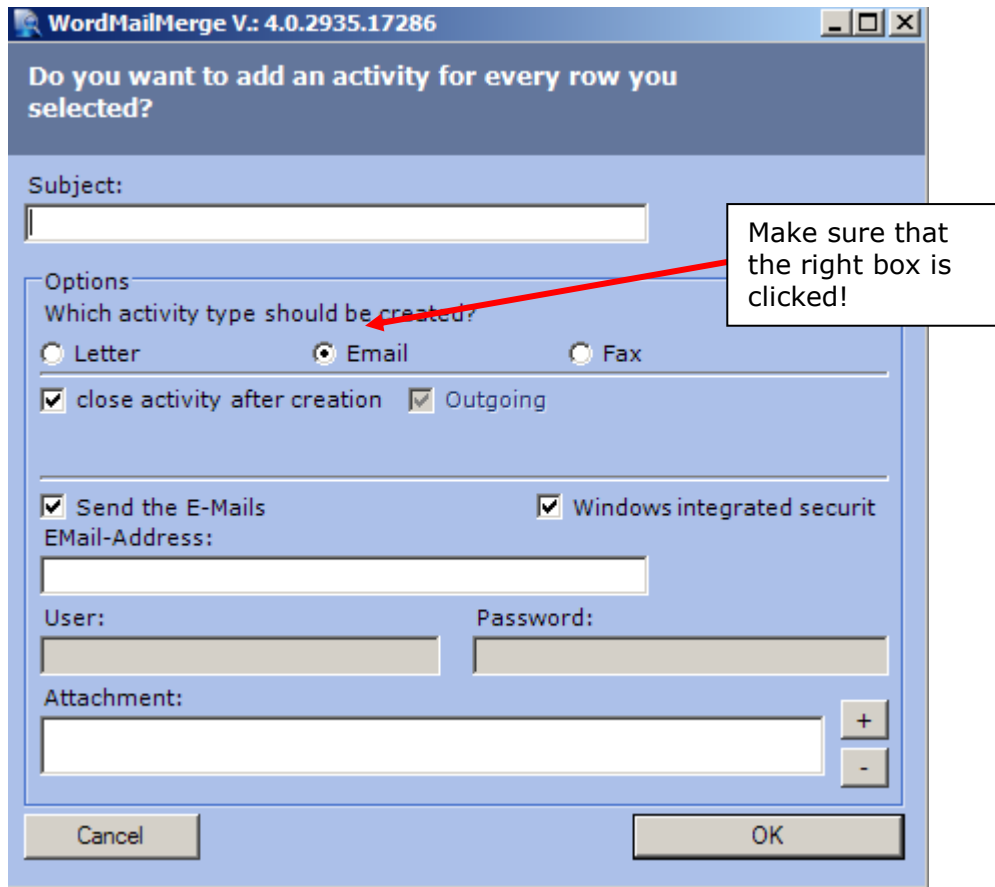 WordMailMerge V.: 4.0.2935.17286
Do you want to add an activity for every row you
selected?
Subject:
Make sure that
the right box is
clicked!
Options
Which activity type should be created?
Letter Email Fax
close activity after creation Outgoing
Send the E-Mails Windows integrated securit
EMail-Address:
User: Password:
Attachment:
+
-
Cancel OK